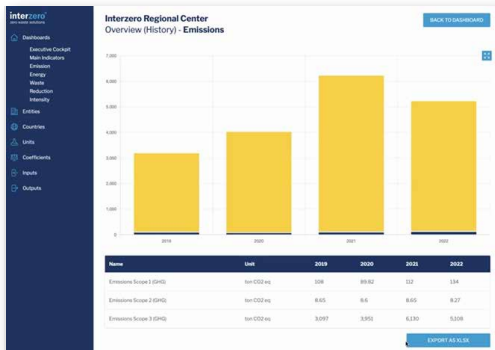 interzero
zero waste solutions
Dashboards
Executive Cockpit
Main Indicators
Emission
Energy
Waste
Reduction
Intensity
Entities
Countries
Units
Coefficients
Inputs
Outputs
Interzero Regional Center
Overview (History) - Emissions
BACK TO DASHBOARD
7,000
6,000
5,000
4,000
3,000
2,000
1,000
0
2019 2020 2021 2022
Name Unit 2019 2020 2021 2022
Emissions Scope 1 (GHG) ton CO2 eq 108 89.82 112 134
Emissions Scope 2 (GHG) ton CO2 eq 8.65 6.6 8.65 8.27
Emissions Scope 3 (GHG) ton CO2 eq 3,097 3,951 6,130 5,108
EXPORT AS XLSX